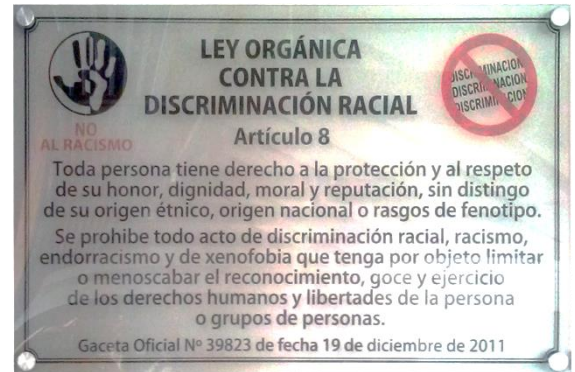 LEY ORGÁNICA
CONTRA LA
DISCRIMINACIÓN RACIAL
NO
AL RACISMO
DISCRIMINACION
DISCRIMINACION
DISCRIMINACION
Artículo 8
Toda persona tiene derecho a la protección y al respeto
de su honor, dignidad, moral y reputación, sin distingo
de su origen étnico, origen nacional o rasgos de fenotipo.
Se prohibe todo acto de discriminación racial, racismo,
endorracismo y de xenofobia que tenga por objeto limitar
o menoscabar el reconocimiento, goce y ejercicio
de los derechos humanos y libertades de la persona
o grupos de personas.
Gaceta Oficial Nº 39823 de fecha 19 de diciembre de 2011